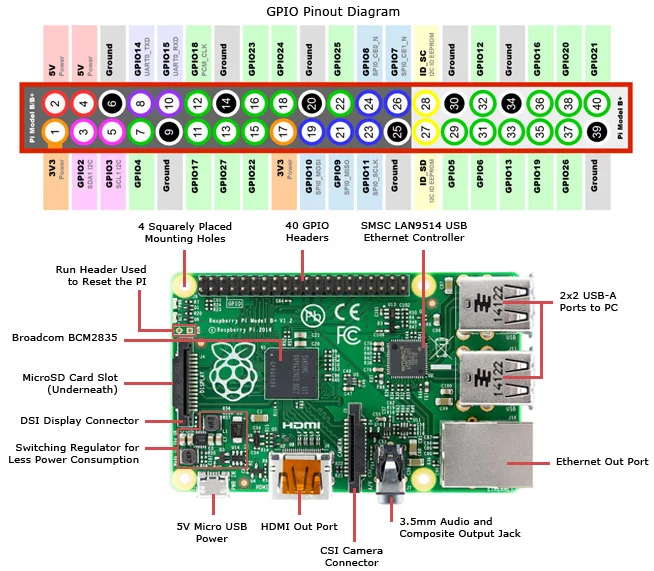 GPIO Pinout Diagram
5V
Power
5V
Power
Ground
GPIO14
UART0_TXD
GPIO15
UART0_RXD
GPIO18
PCM_CLK
Ground
GPIO23
GPIO24
Ground
GPIO25
GPIO8
SPI0_CE0_N
GPIO7
SPI0_CE1_N
ID_SC
I2C ID EEPROM
Ground
GPIO12
Ground
GPIO16
GPIO20
GPIO21
Pi Model B/B+
2 4 6 8 10 12 14 16 18 20 22 24 26 28 30 32 34 36 38 40
1 3 5 7 9 11 13 15 17 19 21 23 25 27 29 31 33 35 37 39
Pi Model B+
3V3
Power
GPIO2
SDA1 I2C
GPIO3
SCL1 I2C
GPIO4
Ground
GPIO17
GPIO27
GPIO22
3V3
Power
GPIO10
SPI0_MOSI
GPIO9
SPI0_MISO
GPIO11
SPI0_SCLK
Ground
ID_SD
I2C ID EEPROM
GPIO5
GPIO6
GPIO13
GPIO19
GPIO26
Ground
4 Squarely Placed
Mounting Holes
40 GPIO
Headers
SMSC LAN9514 USB
Ethernet Controller
Run Header Used
to Reset the PI
Broadcom BCM2835
MicroSD Card Slot
(Underneath)
DSI Display Connector
Switching Regulator for
Less Power Consumption
2x2 USB-A
Ports to PC
Ethernet Out Port
GPIO
Raspberry Pi Model B+ V1.2
© Raspberry Pi 2014
Pb
CE
FC
DISPLAY
HDMI
CAMERA
USB
14122
USB
14122
5V Micro USB
Power
HDMI Out Port
CSI Camera
Connector
3.5mm Audio and
Composite Output Jack